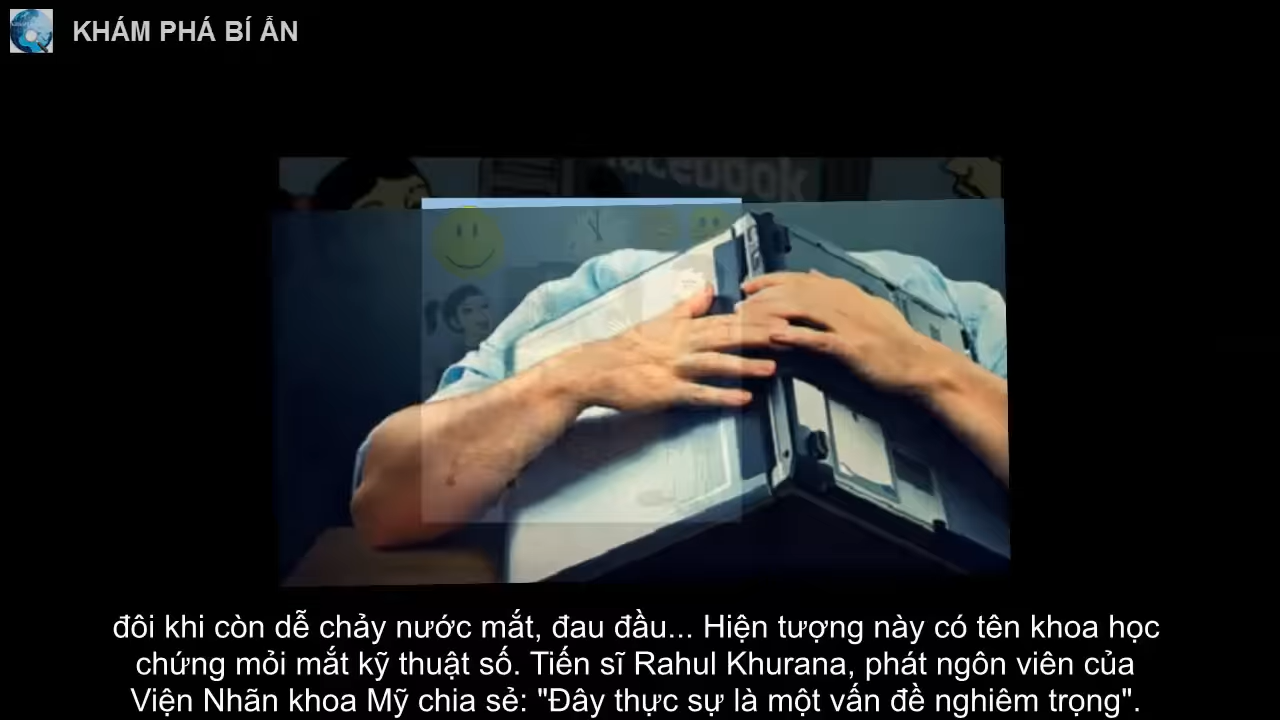 KHÁM PHÁ BÍ ẨN
facebook
đôi khi còn dễ chảy nước mắt, đau đầu... Hiện tượng này có tên khoa học
chứng mỏi mắt kỹ thuật số. Tiến sĩ Rahul Khurana, phát ngôn viên của
Viện Nhãn khoa Mỹ chia sẻ: "Đây thực sự là một vấn đề nghiêm trọng".